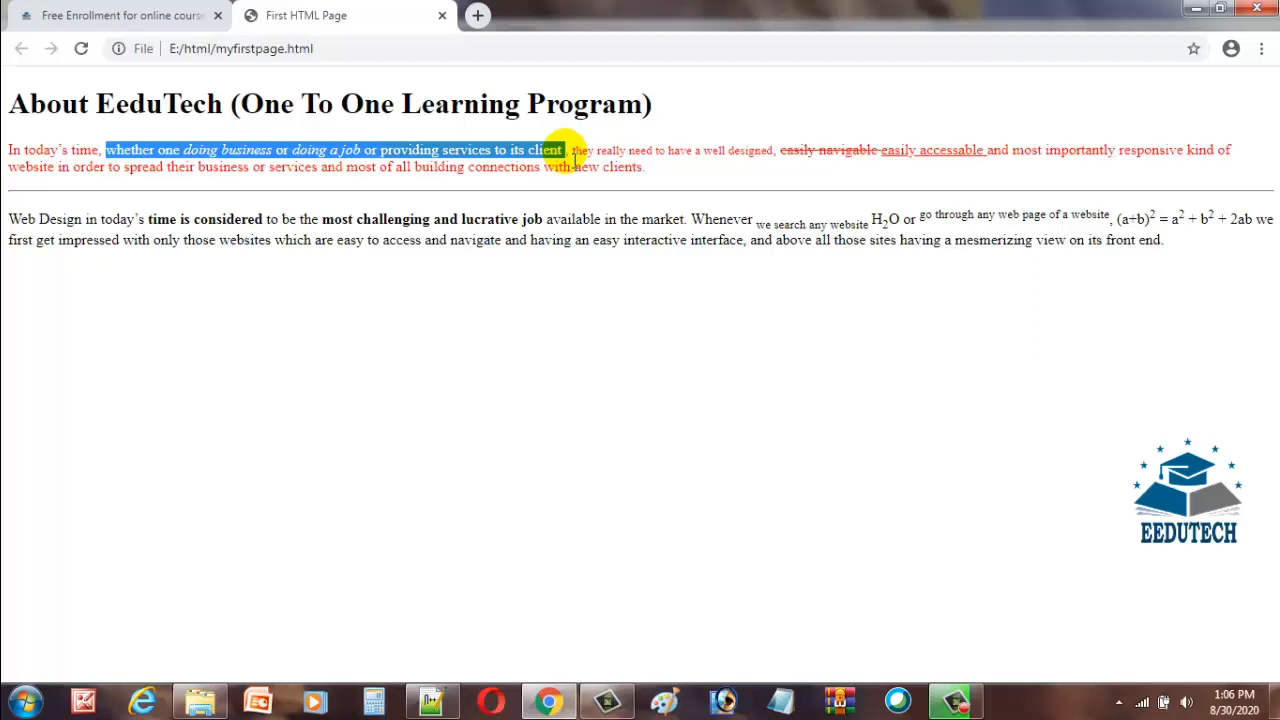 Free Enrollment for online cours
First HTML Page
File
E:/html/myfirstpage.html
About EeduTech (One To One Learning Program)
In today's time, whether one doing business or doing a job or providing services to its client , they really need to have a well designed, easily navigable easily accessable and most importantly responsive kind of
website in order to spread their business or services and most of all building connections with new clients.
Web Design in today's time is considered to be the most challenging and lucrative job available in the market. Whenever we search any website H₂O or go through any web page of a website, (a+b)² = a² + b² + 2ab we
first get impressed with only those websites which are easy to access and navigate and having an easy interactive interface, and above all those sites having a mesmerizing view on its front end.
EEDUTECH
1:06 PM
8/30/2020